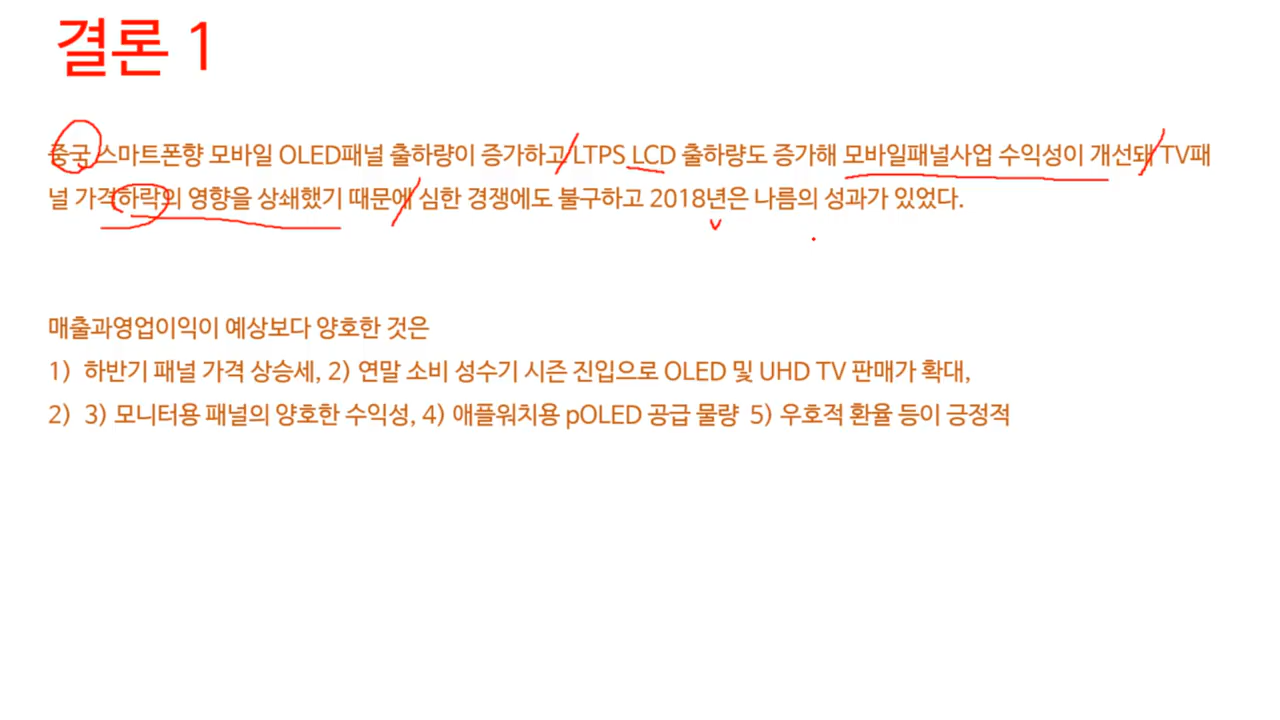 결론 1
중국 스마트폰향 모바일 OLED패널 출하량이 증가하고 LTPS LCD 출하량도 증가해 모바일패널사업 수익성이 개선돼 TV패
널 가격하락의 영향을 상쇄했기 때문에 심한 경쟁에도 불구하고 2018년은 나름의 성과가 있었다.
매출과영업이익이 예상보다 양호한 것은
1) 하반기 패널 가격 상승세, 2) 연말 소비 성수기 시즌 진입으로 OLED 및 UHD TV 판매가 확대,
2) 3) 모니터용 패널의 양호한 수익성, 4) 애플워치용 pOLED 공급 물량 5) 우호적 환율 등이 긍정적